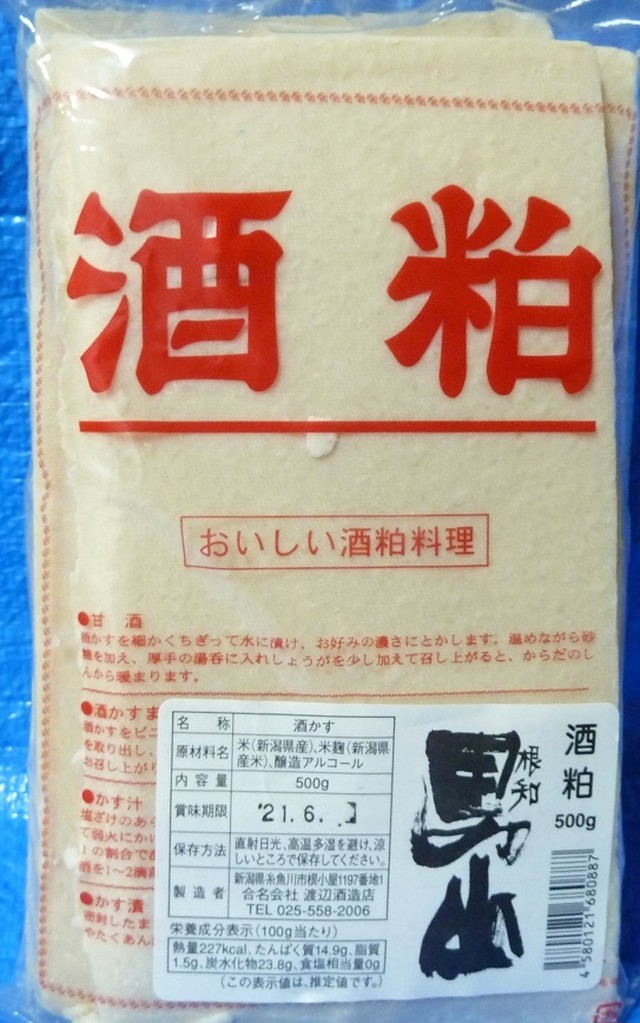 酒粕
おいしい酒粕料理
●甘 酒
酒かすを細かくちぎって水に漬け、お好みの濃さにとかします。温めながら砂
糖を加え、厚手の湯呑に入れしょうがを少し加えて召し上がると、からだのし
んから暖まります。
●酒かすま
酒かすをビニ
を取り出し、
お召し上がり
●かす汁
塩ざけのあら
て弱火にかい
1の割合で
酒を1~2滴
●かす漬
密封したま
やたくあん
名 称 酒かす
原材料名 米(新潟県産)、米麹(新潟県
産米)、醸造アルコール
内容量 500g
賞味期限 '21.6.
保存方法 直射日光、高温多湿を避け、涼
しいところで保存してください。
製造者 新潟県糸魚川市根小屋1197番地1
合名会社 渡辺酒造店
TEL 025-558-2006
栄養成分表示(100g当たり)
熱量227kcal、たんぱく質14.9g、脂質
1.5g、炭水化物23.8g、食塩相当量0g
(この表示値は、推定値です。)
根知
男山
酒粕
500g
4 580121 680887